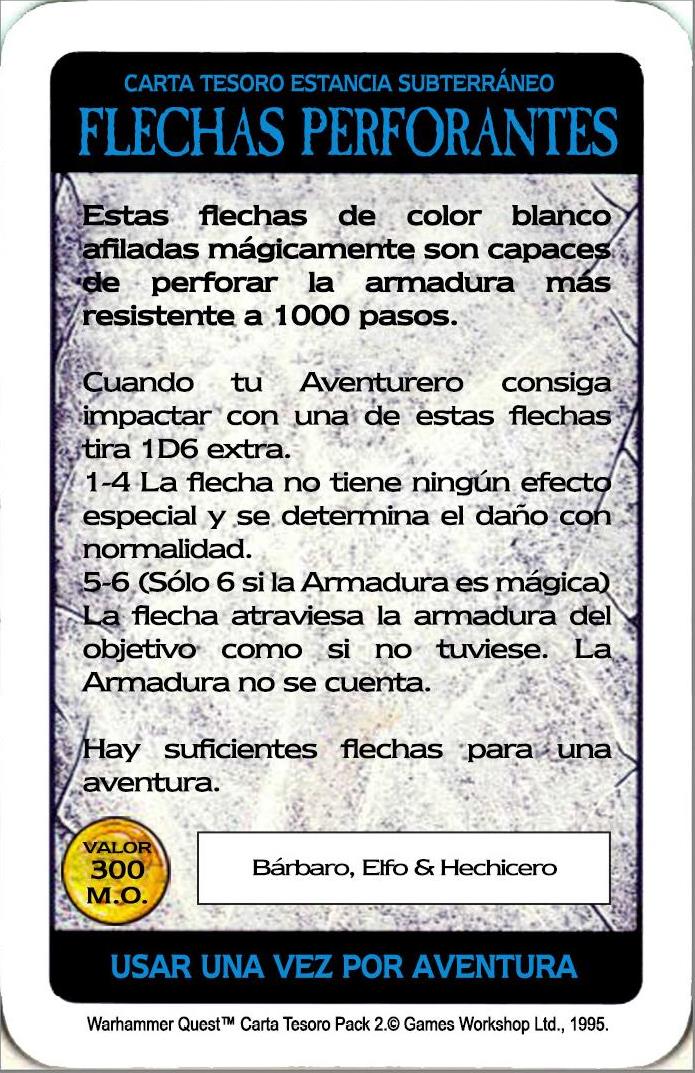 CARTA TESORO ESTANCIA SUBTERRÁNEO
FLECHAS PERFORANTES
Estas flechas de color blanco
afiladas mágicamente son capaces
de perforar la armadura más
resistente a 1000 pasos.
Cuando tu Aventurero consiga
impactar con una de estas flechas
tira 1D6 extra.
1-4 La flecha no tiene ningún efecto
especial y se determina el daño con
normalidad.
5-6 (Sólo 6 si la Armadura es mágica)
La flecha atraviesa la armadura del
objetivo como si no tuviese. La
Armadura no se cuenta.
Hay suficientes flechas para una
aventura.
VALOR
300
M.O.
Bárbaro, Elfo & Hechicero
USAR UNA VEZ POR AVENTURA
Warhammer Quest™ Carta Tesoro Pack 2.© Games Workshop Ltd., 1995.